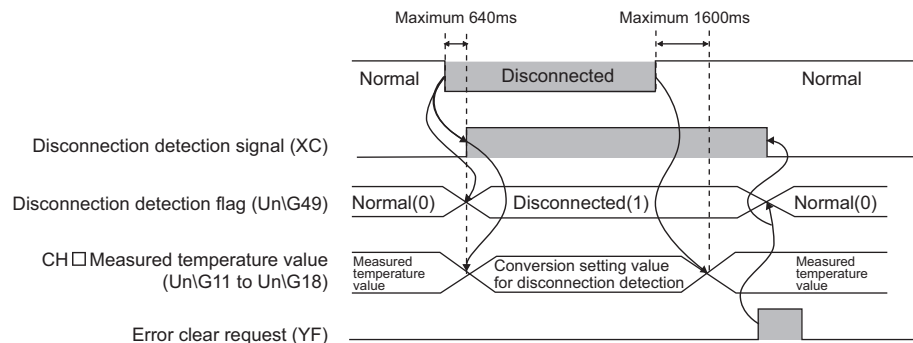 Maximum 640ms
Maximum 1600ms
Normal
Disconnected
Normal
Disconnection detection signal (XC)
Disconnection detection flag (Un\G49)
Normal(0)
Disconnected(1)
Normal(0)
CH□Measured temperature value
(Un\G11 to Un\G18)
Measured
temperature
value
Conversion setting value
for disconnection detection
Measured
temperature
value
Error clear request (YF)